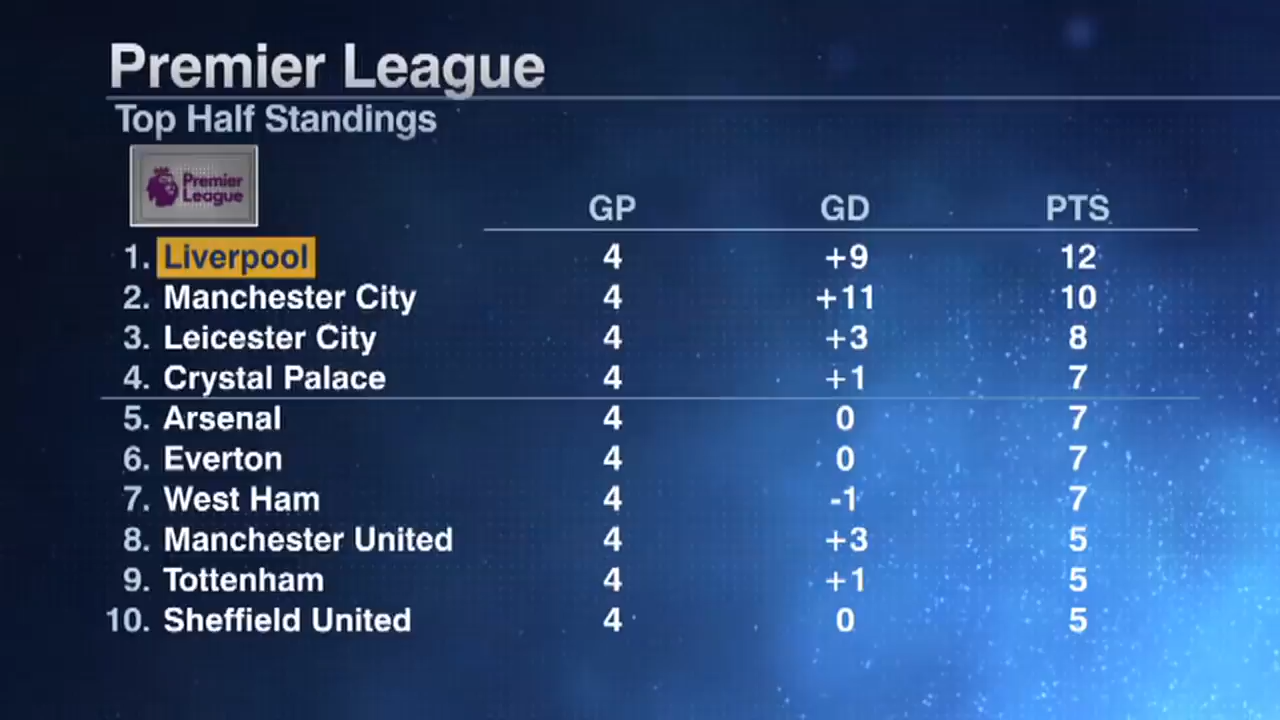 Premier League
Top Half Standings
Premier
League
GP GD PTS
1. Liverpool 4 +9 12
2. Manchester City 4 +11 10
3. Leicester City 4 +3 8
4. Crystal Palace 4 +1 7
5. Arsenal 4 0 7
6. Everton 4 0 7
7. West Ham 4 -1 7
8. Manchester United 4 +3 5
9. Tottenham 4 +1 5
10. Sheffield United 4 0 5